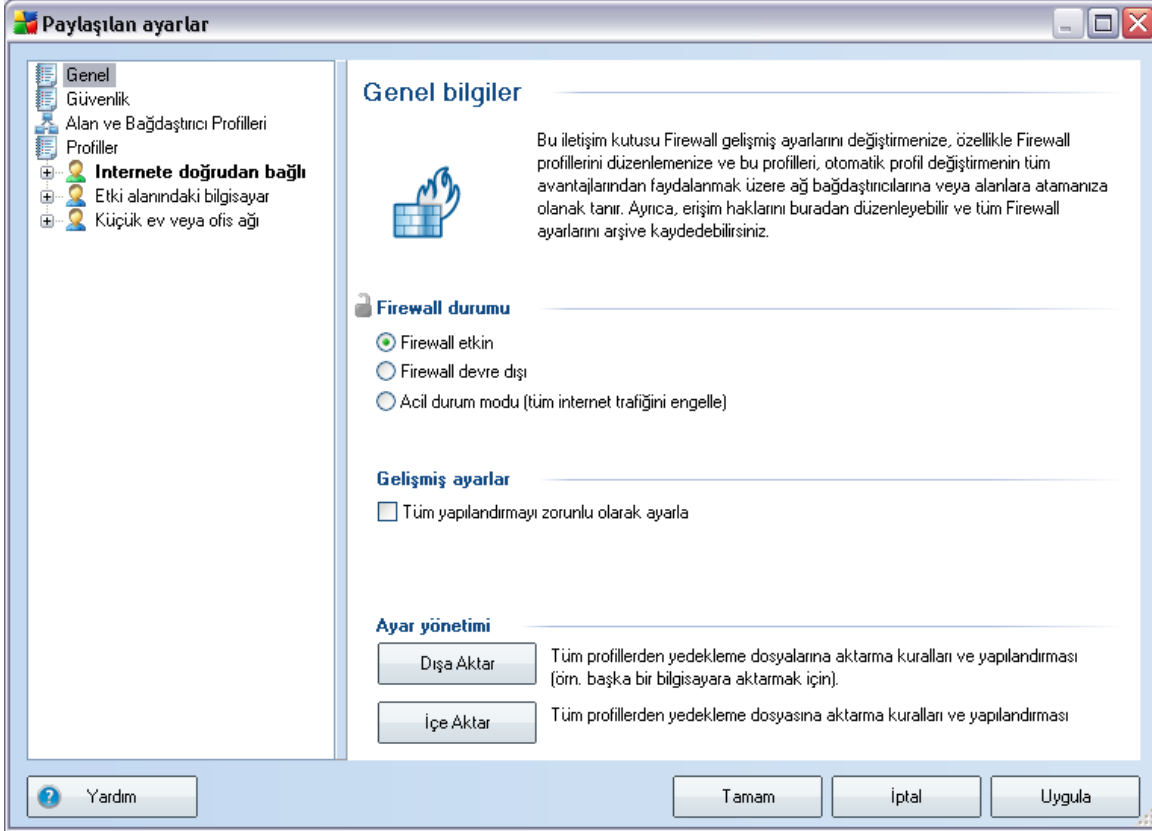 Paylaşılan ayarlar
Genel
Güvenlik
Alan ve Bağdaştırıcı Profilleri
Profiller
Internete doğrudan bağlı
Etki alanındaki bilgisayar
Küçük ev veya ofis ağı
Genel bilgiler
Bu iletişim kutusu Firewall gelişmiş ayarlarını değiştirmenize, özellikle Firewall
profillerini düzenlemenize ve bu profilleri, otomatik profil değiştirmenin tüm
avantajlarından faydalanmak üzere ağ bağdaştırıcılarına veya alanlara atamanıza
olanak tanır. Ayrıca, erişim haklarını buradan düzenleyebilir ve tüm Firewall
ayarlarını arşive kaydedebilirsiniz.
Firewall durumu
Firewall etkin
Firewall devre dışı
Acil durum modu (tüm internet trafiğini engelle)
Gelişmiş ayarlar
Tüm yapılandırmayı zorunlu olarak ayarla
Ayar yönetimi
Dışa Aktar
Tüm profillerden yedekleme dosyalarına aktarma kuralları ve yapılandırması
(örn. başka bir bilgisayara aktarmak için).
İçe Aktar
Tüm profillerden yedekleme dosyasına aktarma kuralları ve yapılandırması
Yardım
Tamam
İptal
Uygula